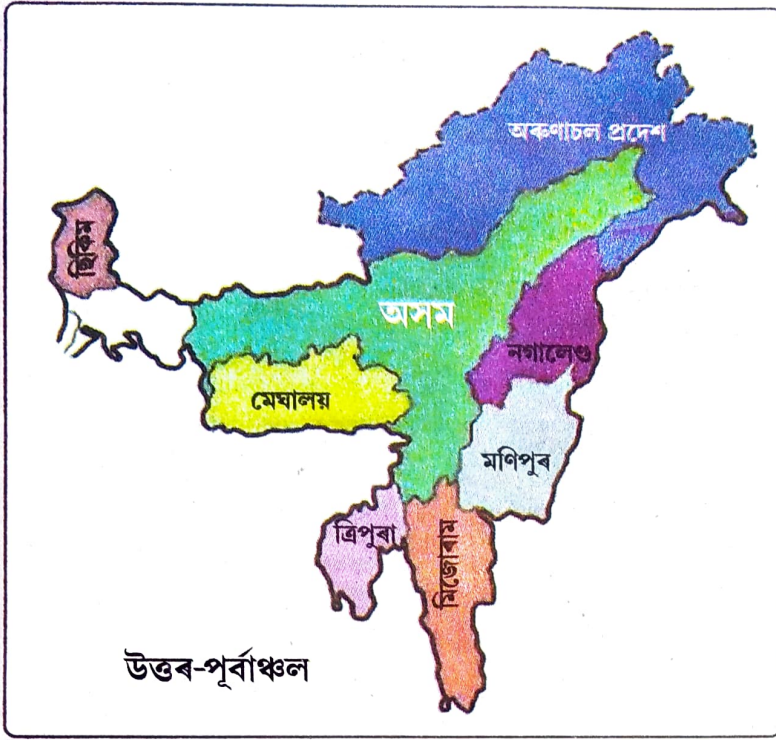 অৰুণাচল প্ৰদেশ
ছিকিম
অসম
নগালেণ্ড
মেঘালয়
মণিপুৰ
ত্ৰিপুৰা
মিজোৰাম
উত্তৰ-পূৰ্বাঞ্চল